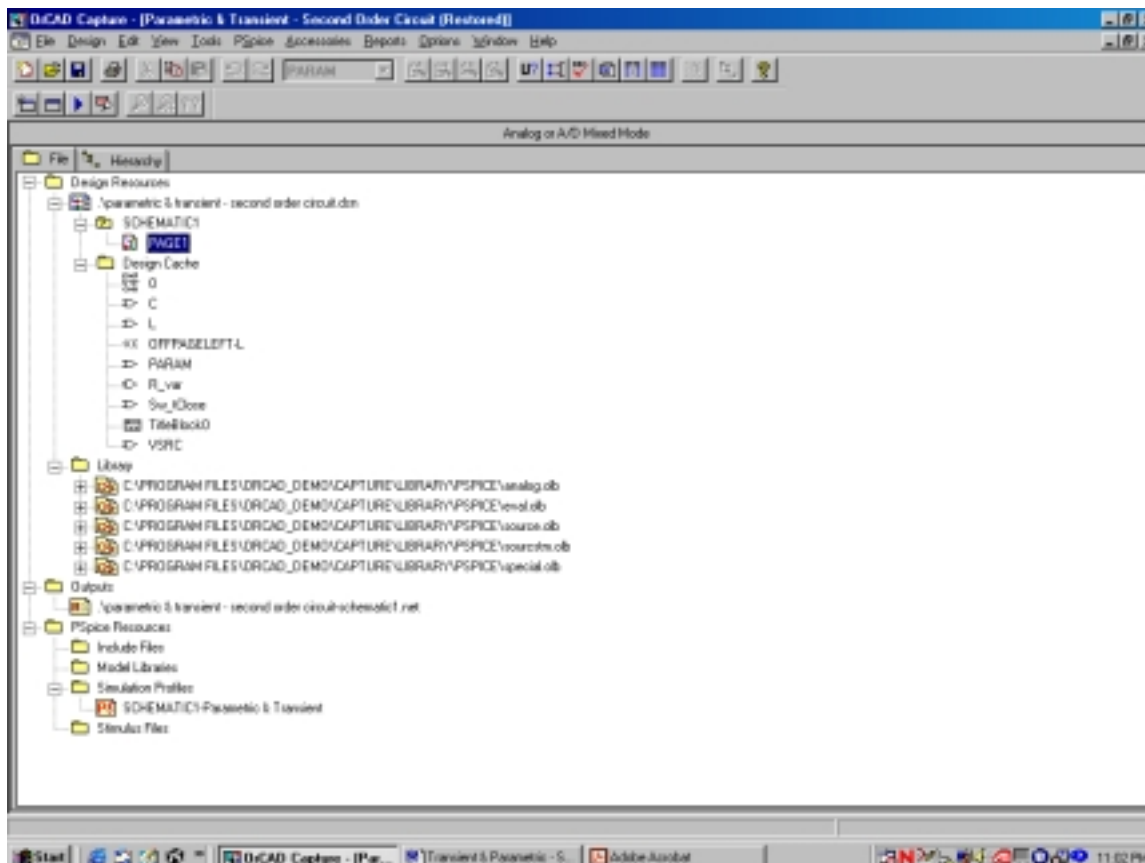 OrCAD Capture - [Parametric & Transient - Second Order Circuit (Restored)]
File Design Edit View Tools PSpice Accessories Reports Options Window Help
PARAM
U?
Analog or A/D Mixed Mode
File Hierarchy
Design Resources
.\parametric & transient - second order circuit.dsn
SCHEMATIC1
PAGE1
Design Cache
0
C
L
OFFPAGELEFT-L
PARAM
R_var
Sw_tClose
TitleBlock0
VSRC
Library
C:\PROGRAM FILES\ORCAD_DEMO\CAPTURE\LIBRARY\PSPICE\analog.olb
C:\PROGRAM FILES\ORCAD_DEMO\CAPTURE\LIBRARY\PSPICE\eval.olb
C:\PROGRAM FILES\ORCAD_DEMO\CAPTURE\LIBRARY\PSPICE\source.olb
C:\PROGRAM FILES\ORCAD_DEMO\CAPTURE\LIBRARY\PSPICE\sourcstm.olb
C:\PROGRAM FILES\ORCAD_DEMO\CAPTURE\LIBRARY\PSPICE\special.olb
Outputs
.\parametric & transient - second order circuit-schematic1.net
PSpice Resources
Include Files
Model Libraries
Simulation Profiles
SCHEMATIC1-Parametric & Transient
Stimulus Files
Start OrCAD Capture - [Par... Transient & Parametric - S... Adobe Acrobat 11:02 PM